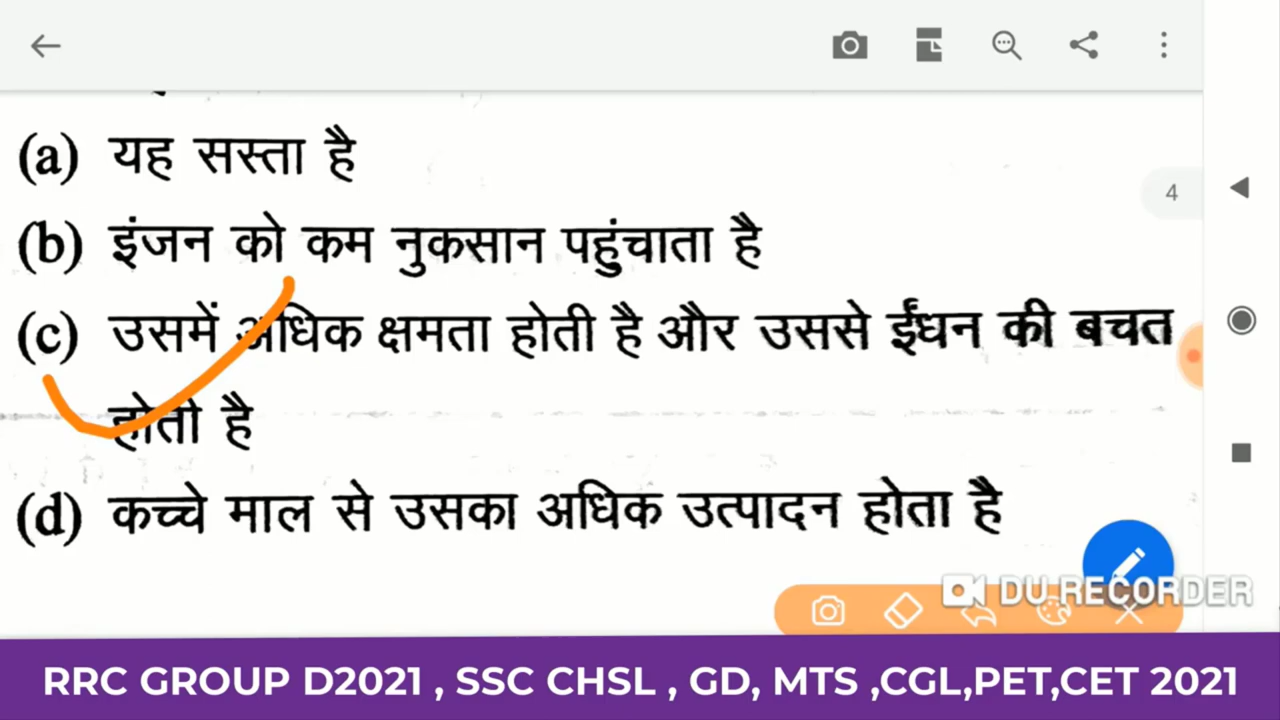 4
(a) यह सस्ता है
(b) इंजन को कम नुकसान पहुंचाता है
(c) उसमें अधिक क्षमता होती है और उससे ईंधन की बचत
होती है
(d) कच्चे माल से उसका अधिक उत्पादन होता है
DU RECORDER
RRC GROUP D2021 , SSC CHSL , GD, MTS ,CGL,PET,CET 2021